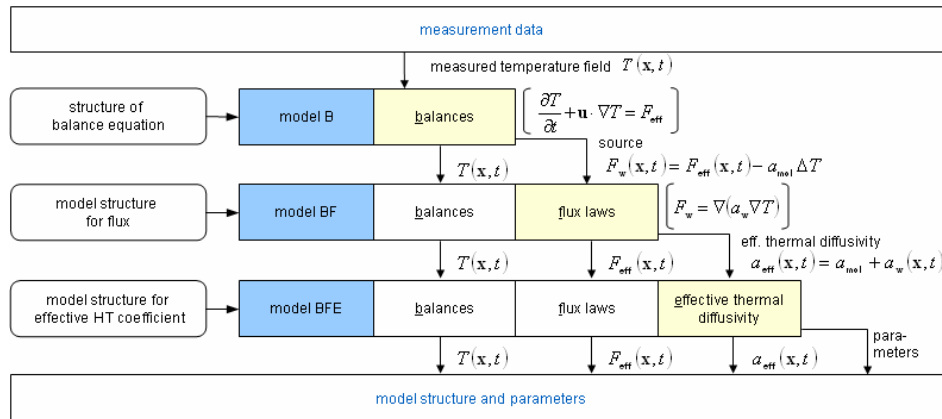 measurement data
measured temperature field T(x, t)
structure of
balance equation
model B
balances
[ ∂T/∂t + u · ∇T = F_eff ]
source
T(x, t)
F_w(x, t) = F_eff(x, t) − a_mol ΔT
model structure
for flux
model BF
balances
flux laws
[ F_w = ∇(a_w ∇T) ]
eff. thermal diffusivity
T(x, t)
F_eff(x, t)
a_eff(x, t) = a_mol + a_w(x, t)
model structure for
effective HT coefficient
model BFE
balances
flux laws
effective thermal
diffusivity
para-
meters
T(x, t)
F_eff(x, t)
a_eff(x, t)
model structure and parameters